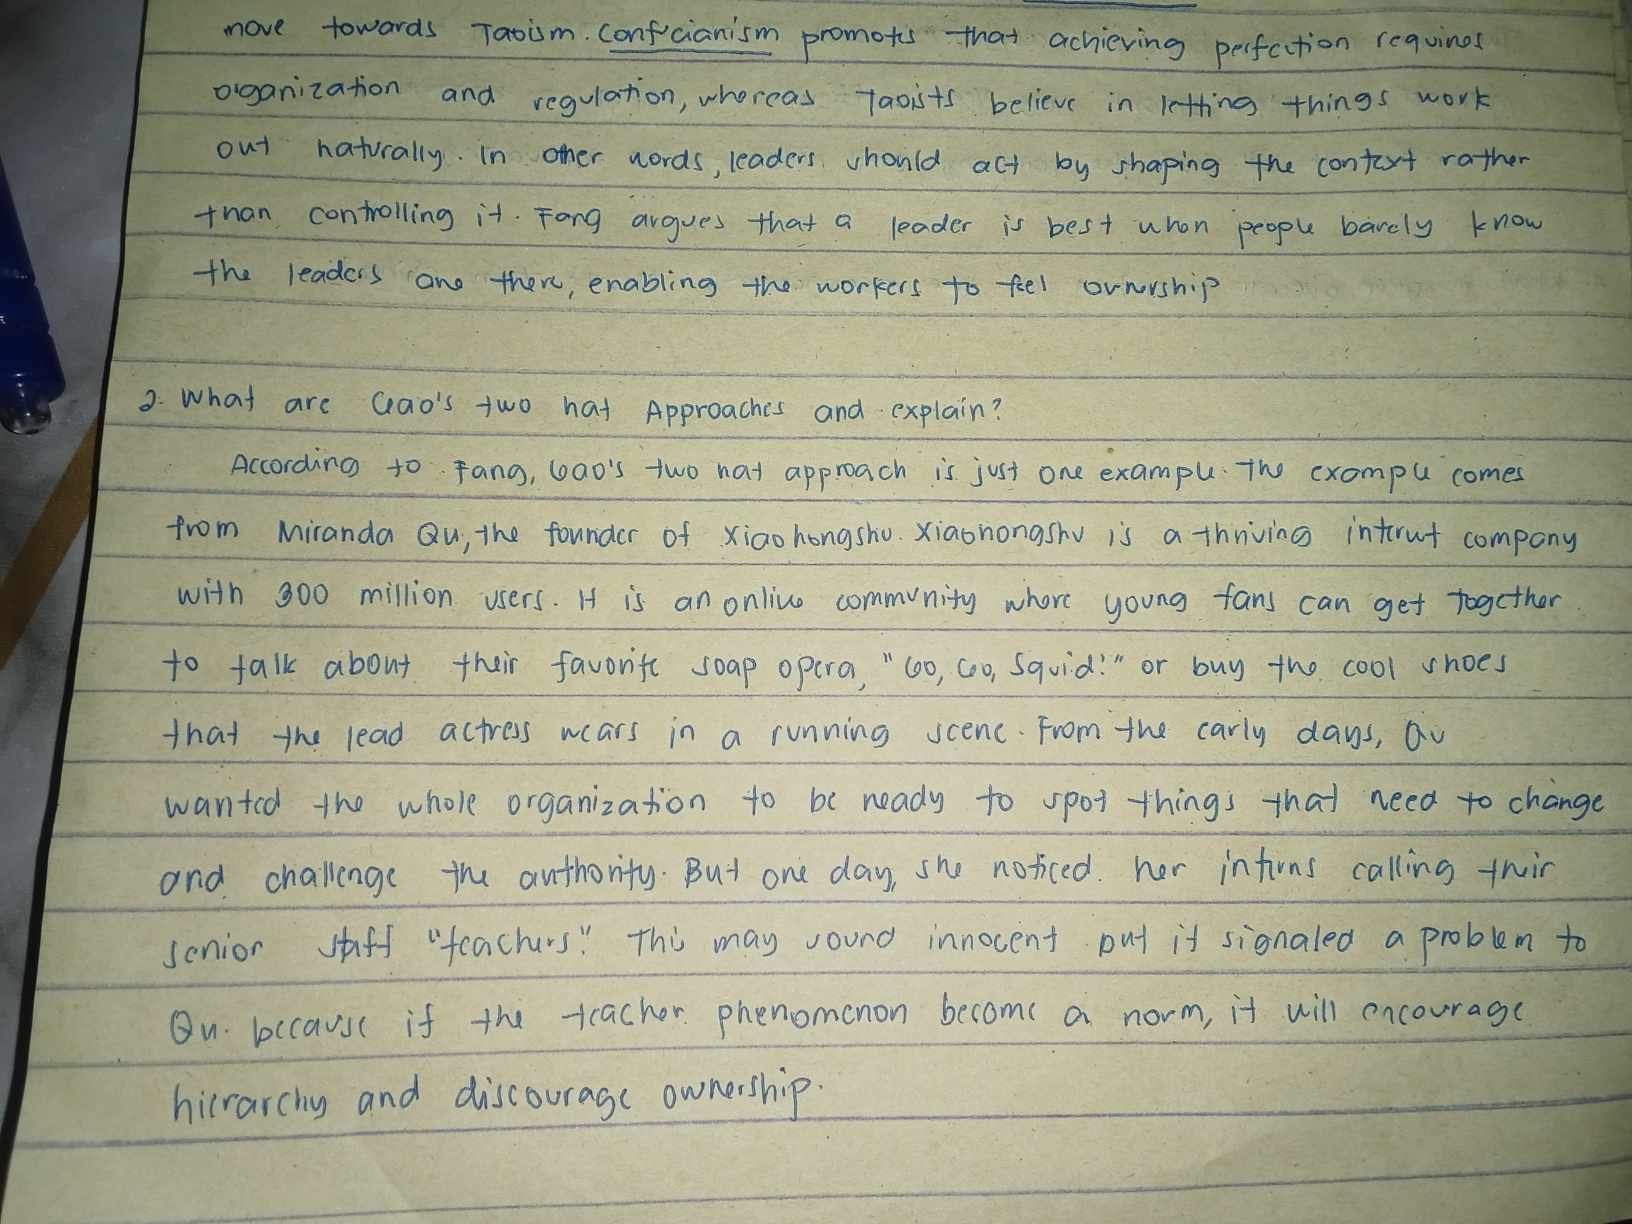 move towards Taoism. Confucianism promotes that achieving perfection requires
organization and regulation, whereas Taoists believe in letting things work
out naturally. In other words, leaders should act by shaping the context rather
than controlling it. Fang argues that a leader is best when people barely know
the leaders are there, enabling the workers to feel ownership
2. What are Gao's two hat Approaches and explain?
According to Fang, Gao's two hat approach is just one example. The example comes
from Miranda Qu, the founder of Xiaohongshu. Xiaohongshu is a thriving internet company
with 300 million users. It is an online community where young fans can get together
to talk about their favorite soap opera, "Go, Go, Squid!" or buy the cool shoes
that the lead actress wears in a running scene. From the early days, Qu
wanted the whole organization to be ready to spot things that need to change
and challenge the authority. But one day, she noticed her interns calling their
senior staff "teachers." This may sound innocent but it signaled a problem to
Qu. because if the teacher phenomenon become a norm, it will encourage
hierarchy and discourage ownership.